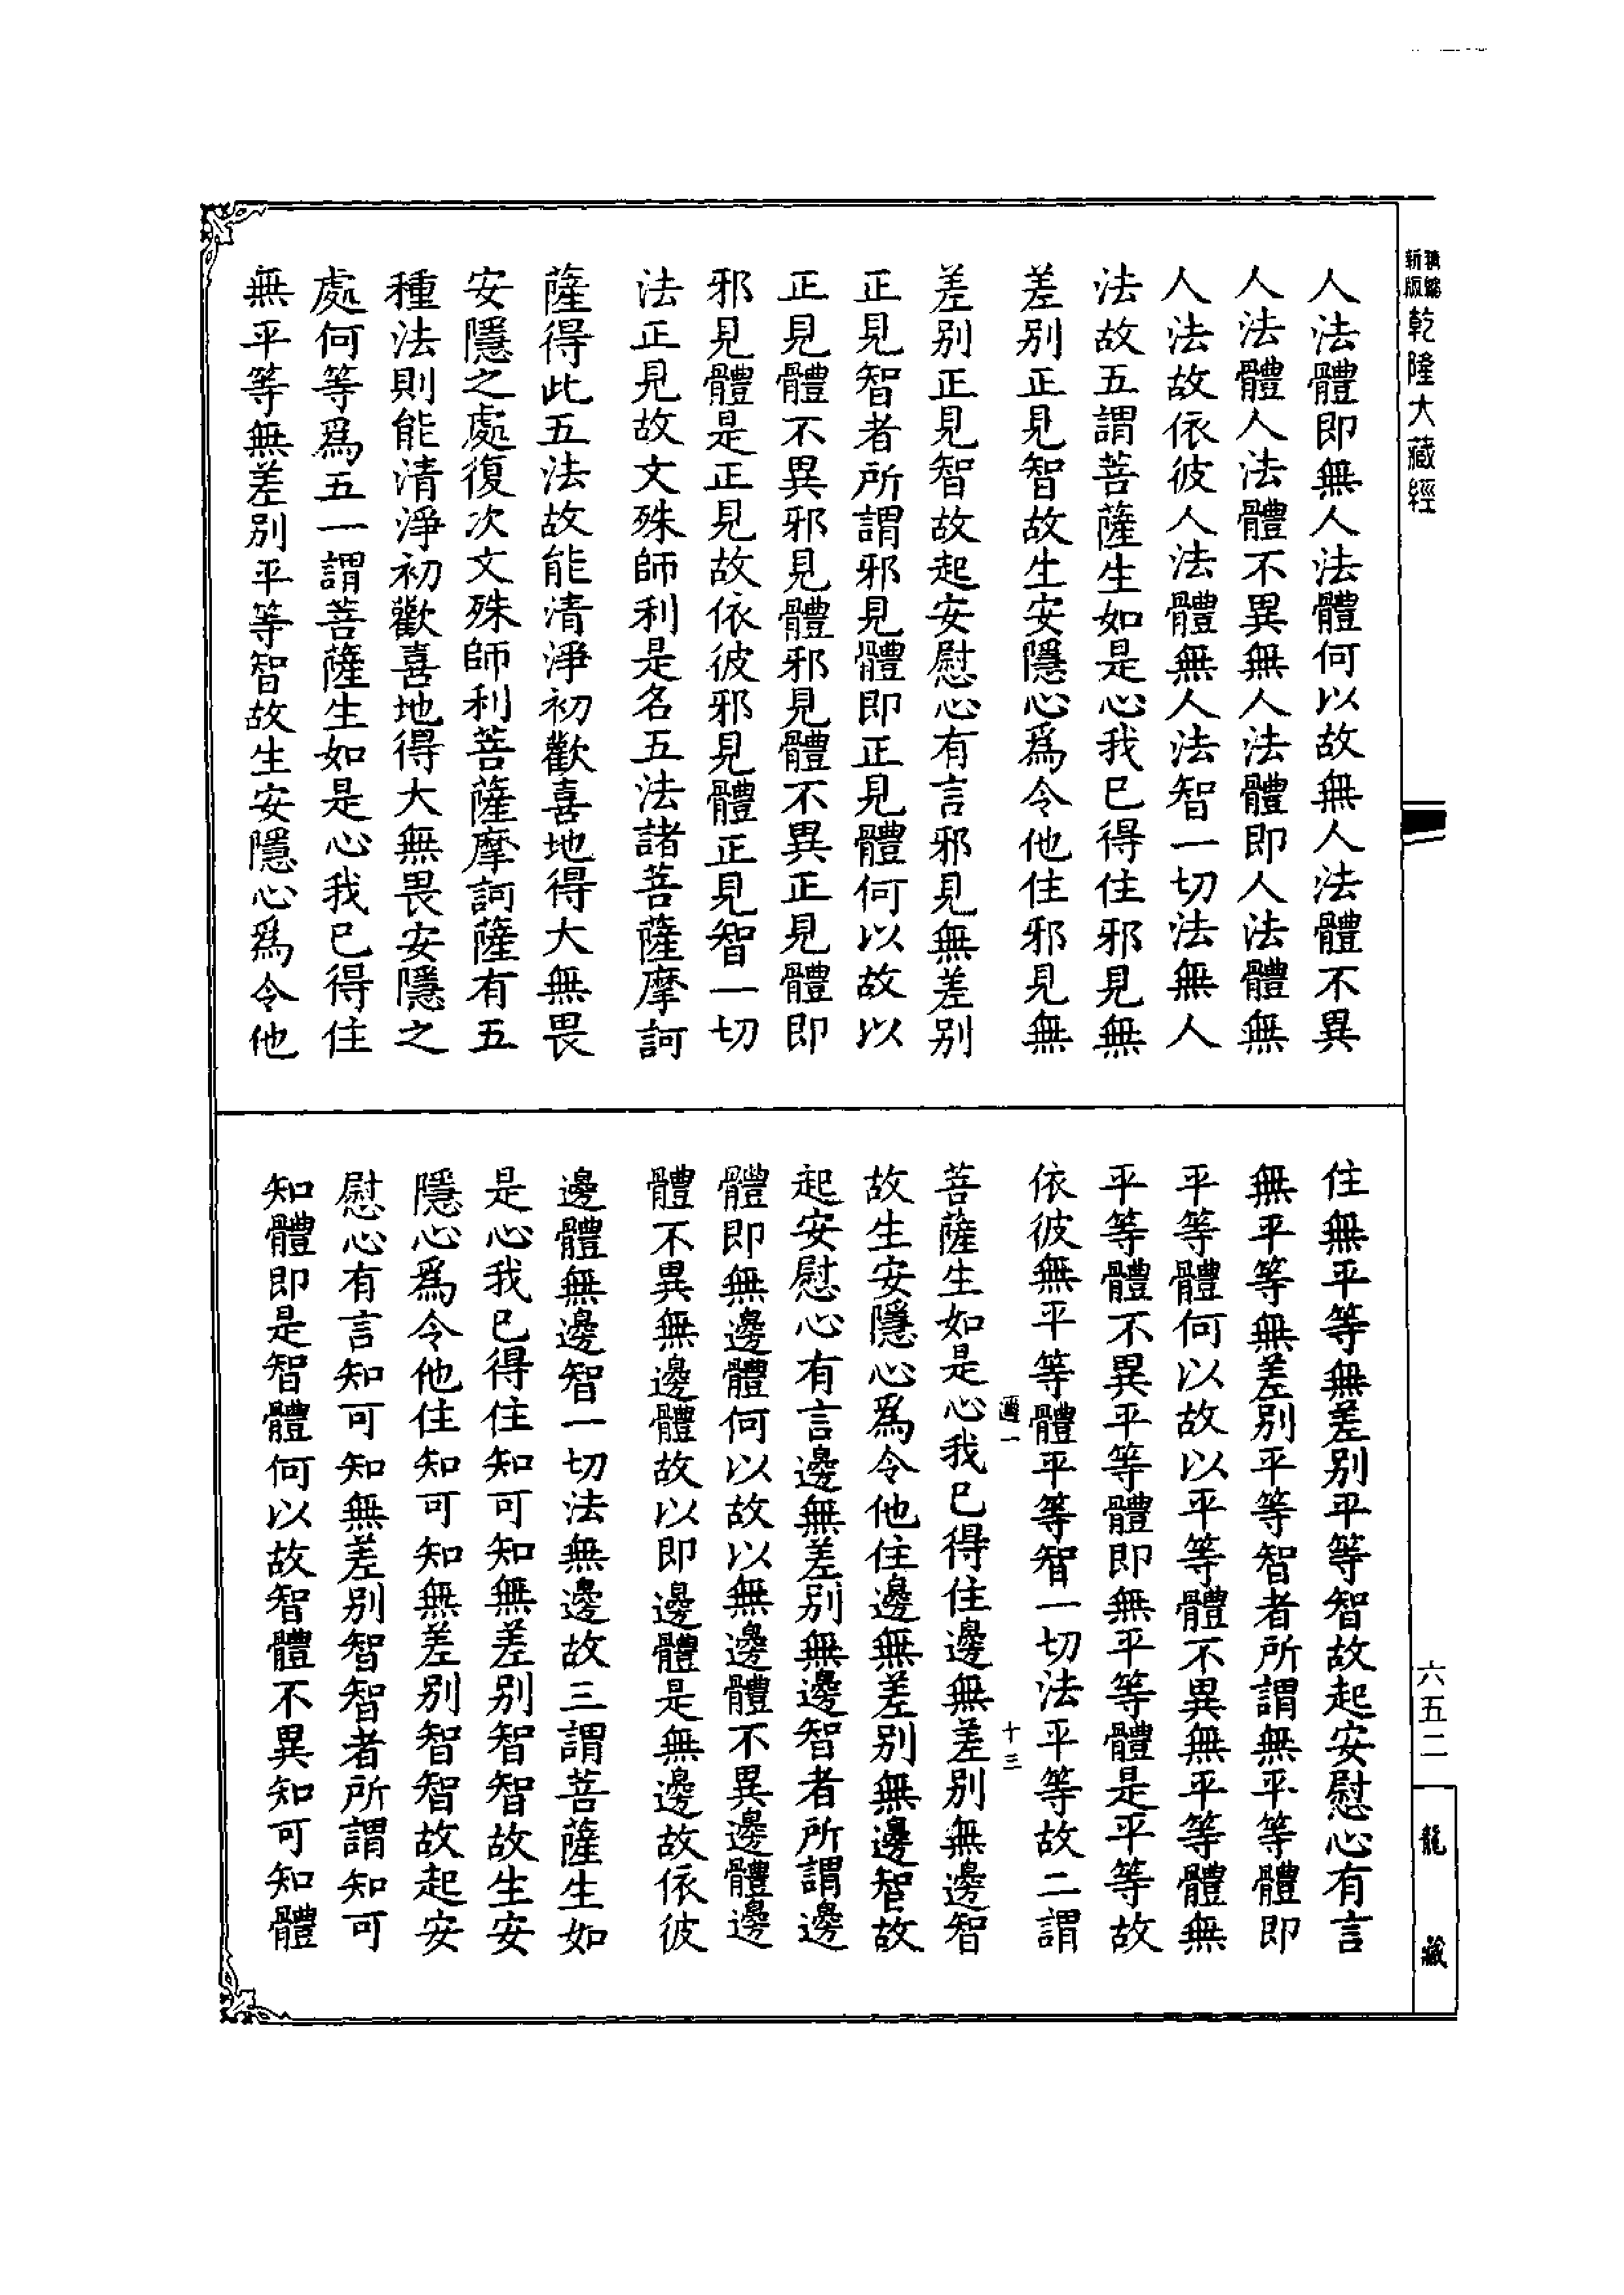 新版精縮乾隆大藏經
人法體即無人法體何以故無人法體不異
人法體人法體不異無人法體即人法體無
人法故依彼人法體無人法智一切法無人
法故五謂菩薩生如是心我已得住邪見無
差別正見智故生安隱心為令他住邪見無
差別正見智故起安慰心有言邪見無差別
正見智者所謂邪見體即正見體何以故以
正見體不異邪見體邪見體不異正見體即
邪見體是正見故依彼邪見體正見智一切
法正見故文殊師利是名五法諸菩薩摩訶
薩得此五法故能清淨初歡喜地得大無畏
安隱之處復次文殊師利菩薩摩訶薩有五
種法則能清淨初歡喜地得大無畏安隱之
處何等為五一謂菩薩生如是心我已得住
無平等無差別平等智故生安隱心為令他
住無平等無差別平等智故起安慰心有言
無平等無差別平等智者所謂無平等體即
平等體何以故以平等體不異無平等體無
平等體不異平等體即無平等體是平等故
依彼無平等體平等智一切法平等故二謂
菩薩生如是心我已得住邊無差別無邊智
故生安隱心為令他住邊無差別無邊智故
起安慰心有言邊無差別無邊智者所謂邊
體即無邊體何以故以無邊體不異邊體邊
體不異無邊體故以即邊體是無邊故依彼
邊體無邊智一切法無邊故三謂菩薩生如
是心我已得住知可知無差別智智故生安
隱心為令他住知可知無差別智智故起安
慰心有言知可知無差別智智者所謂知可
知體即是智體何以故智體不異知可知體
十三
六五二
龍藏